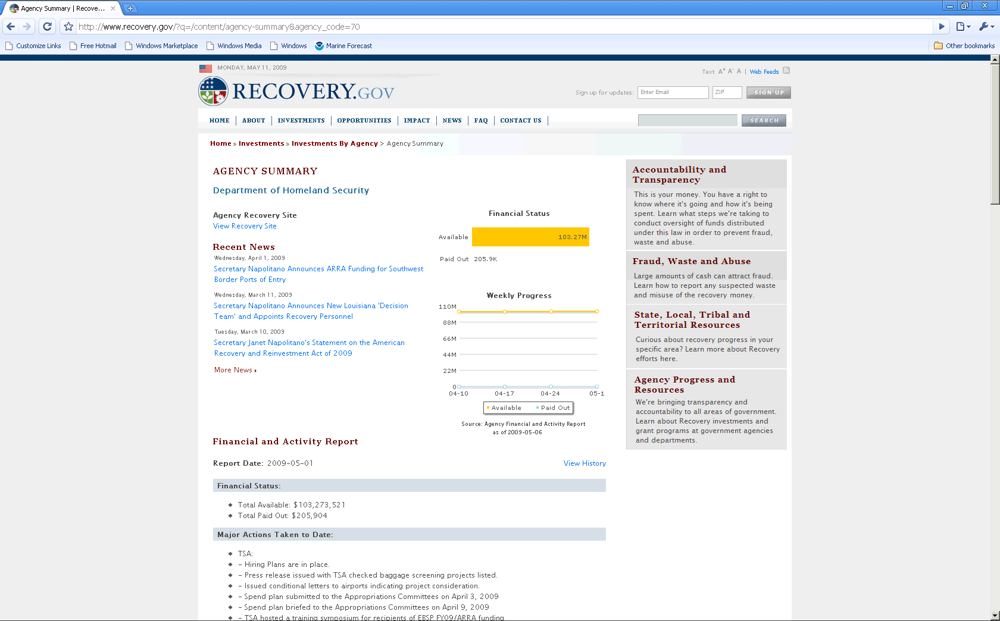 Agency Summary | Recove...
http://www.recovery.gov/?q=/content/agency-summary&agency_code=70
Customize Links Free Hotmail Windows Marketplace Windows Media Windows Marine Forecast Other bookmarks
MONDAY, MAY 11, 2009
Text A+ A- A | Web Feeds
RECOVERY.GOV
Sign up for updates: Enter Email ZIP SIGN UP
HOME ABOUT INVESTMENTS OPPORTUNITIES IMPACT NEWS FAQ CONTACT US SEARCH
Home » Investments » Investments By Agency > Agency Summary
AGENCY SUMMARY
Department of Homeland Security
Agency Recovery Site
View Recovery Site
Recent News
Wednesday, April 1, 2009
Secretary Napolitano Announces ARRA Funding for Southwest
Border Ports of Entry
Wednesday, March 11, 2009
Secretary Napolitano Announces New Louisiana 'Decision
Team' and Appoints Recovery Personnel
Tuesday, March 10, 2009
Secretary Janet Napolitano's Statement on the American
Recovery and Reinvestment Act of 2009
More News
Financial Status
Available 103.27M
Paid Out 205.9K
Weekly Progress
110M
88M
66M
44M
22M
0
04-10 04-17 04-24 05-1
Available Paid Out
Source: Agency Financial and Activity Report
as of 2009-05-06
Financial and Activity Report
Report Date: 2009-05-01 View History
Financial Status:
Total Available: $103,273,521
Total Paid Out: $205,904
Major Actions Taken to Date:
TSA:
- Hiring Plans are in place.
- Press release issued with TSA checked baggage screening projects listed.
- Issued conditional letters to airports indicating project consideration.
- Spend plan submitted to the Appropriations Committees on April 3, 2009
- Spend plan briefed to the Appropriations Committees on April 9, 2009
- TSA hosted a training symposium for recipients of EBSP FY09/ARRA funding
Accountability and
Transparency
This is your money. You have a right to
know where it's going and how it's being
spent. Learn what steps we're taking to
conduct oversight of funds distributed
under this law in order to prevent fraud,
waste and abuse.
Fraud, Waste and Abuse
Large amounts of cash can attract fraud.
Learn how to report any suspected waste
and misuse of the recovery money.
State, Local, Tribal and
Territorial Resources
Curious about recovery progress in your
specific area? Learn more about Recovery
efforts here.
Agency Progress and
Resources
We're bringing transparency and
accountability to all areas of government.
Learn about Recovery investments and
grant programs at government agencies
and departments.